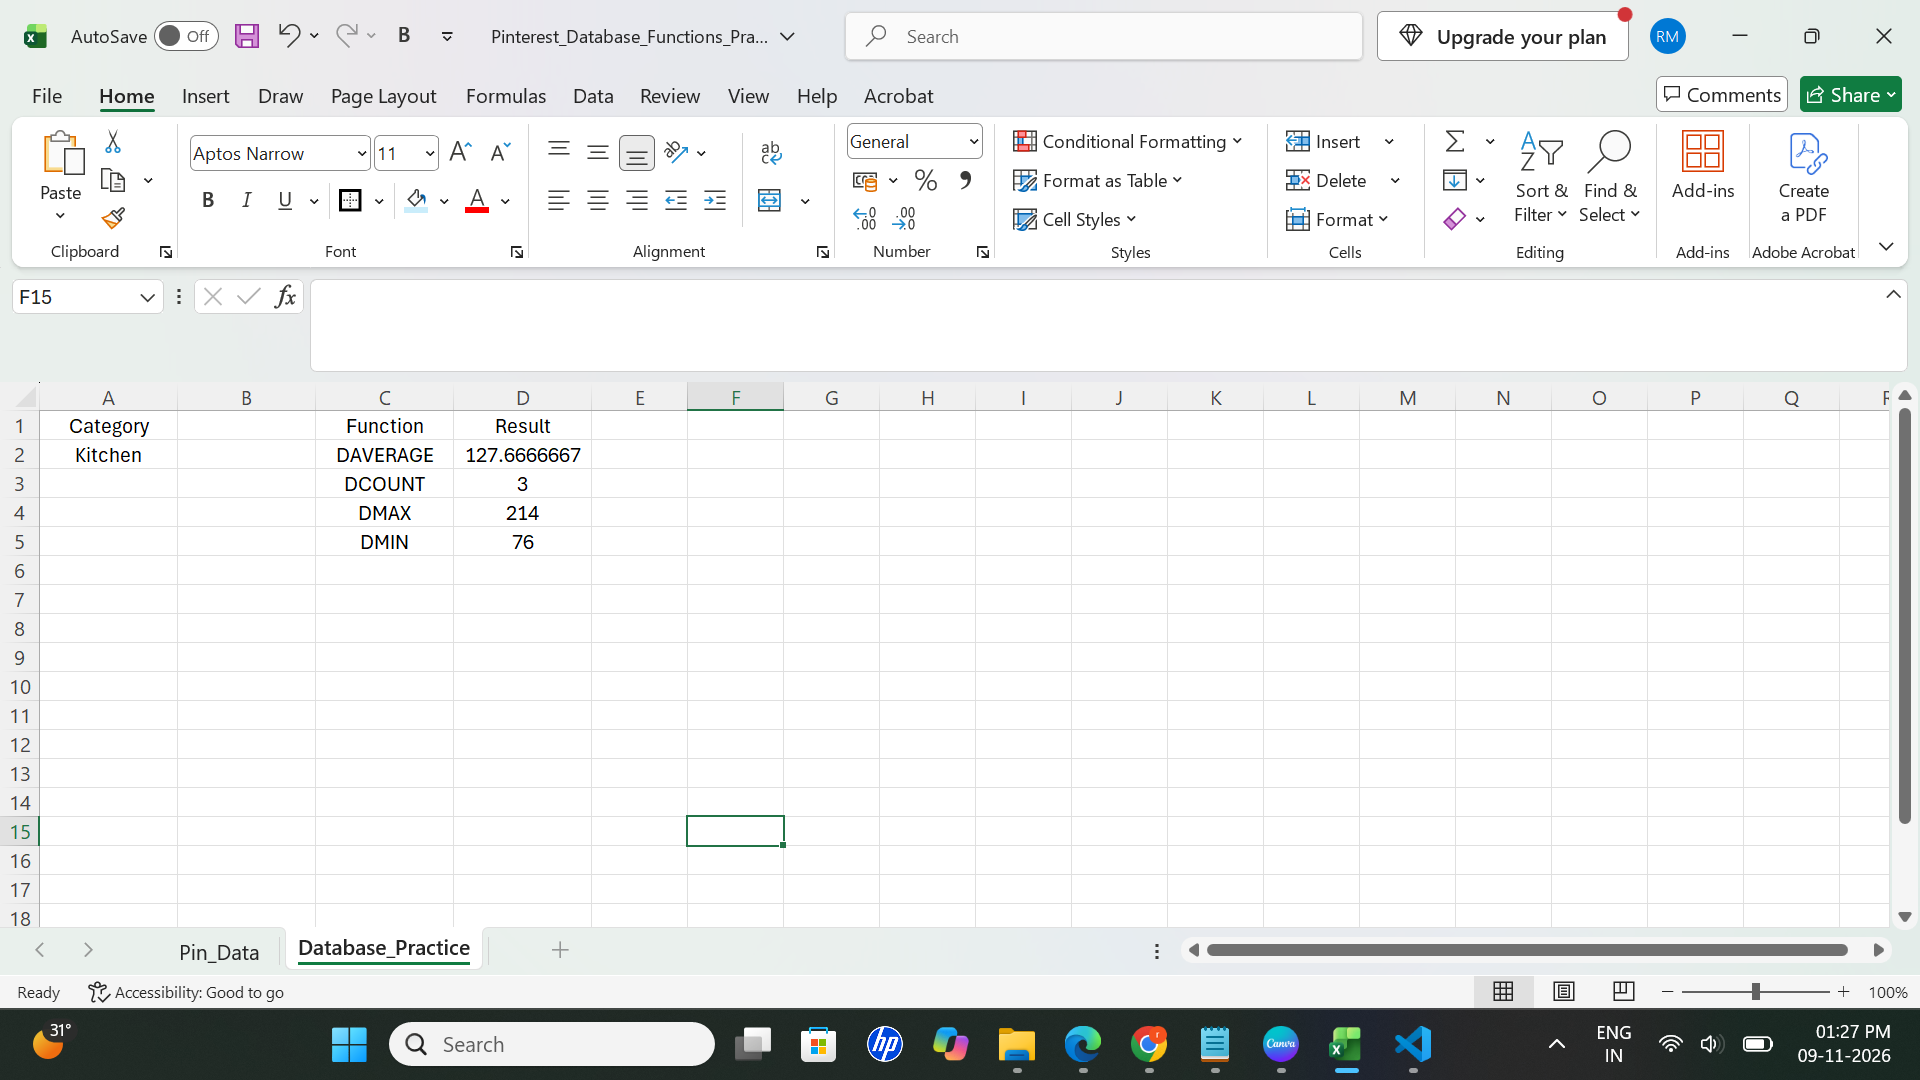 AutoSave Off B Pinterest_Database_Functions_Pra... Search Upgrade your plan RM
File Home Insert Draw Page Layout Formulas Data Review View Help Acrobat Comments Share
Paste
Clipboard
Aptos Narrow 11
B I U A
Font
ab
Alignment
General
%
Number
Conditional Formatting
Format as Table
Cell Styles
Styles
Insert
Delete
Format
Cells
Sort & Filter
Find & Select
Editing
Add-ins
Add-ins
Create a PDF
Adobe Acrobat
F15 fx
A B C D E F G H I J K L M N O P Q
1 Category Function Result
2 Kitchen DAVERAGE 127.6666667
3 DCOUNT 3
4 DMAX 214
5 DMIN 76
6
7
8
9
10
11
12
13
14
15
16
17
18
Pin_Data Database_Practice
Ready Accessibility: Good to go 100%
31° Search hp Canva ENG IN 01:27 PM
09-11-2026